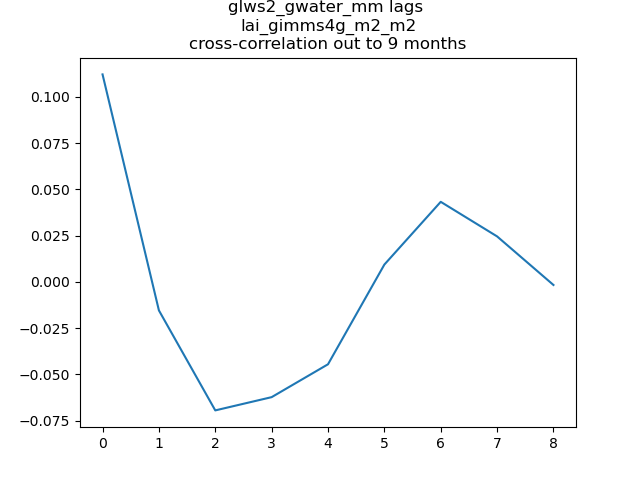 glws2_gwater_mm lags
lai_gimms4g_m2_m2
cross-correlation out to 9 months
0.100
0.075
0.050
0.025
0.000
−0.025
−0.050
−0.075
0 1 2 3 4 5 6 7 8